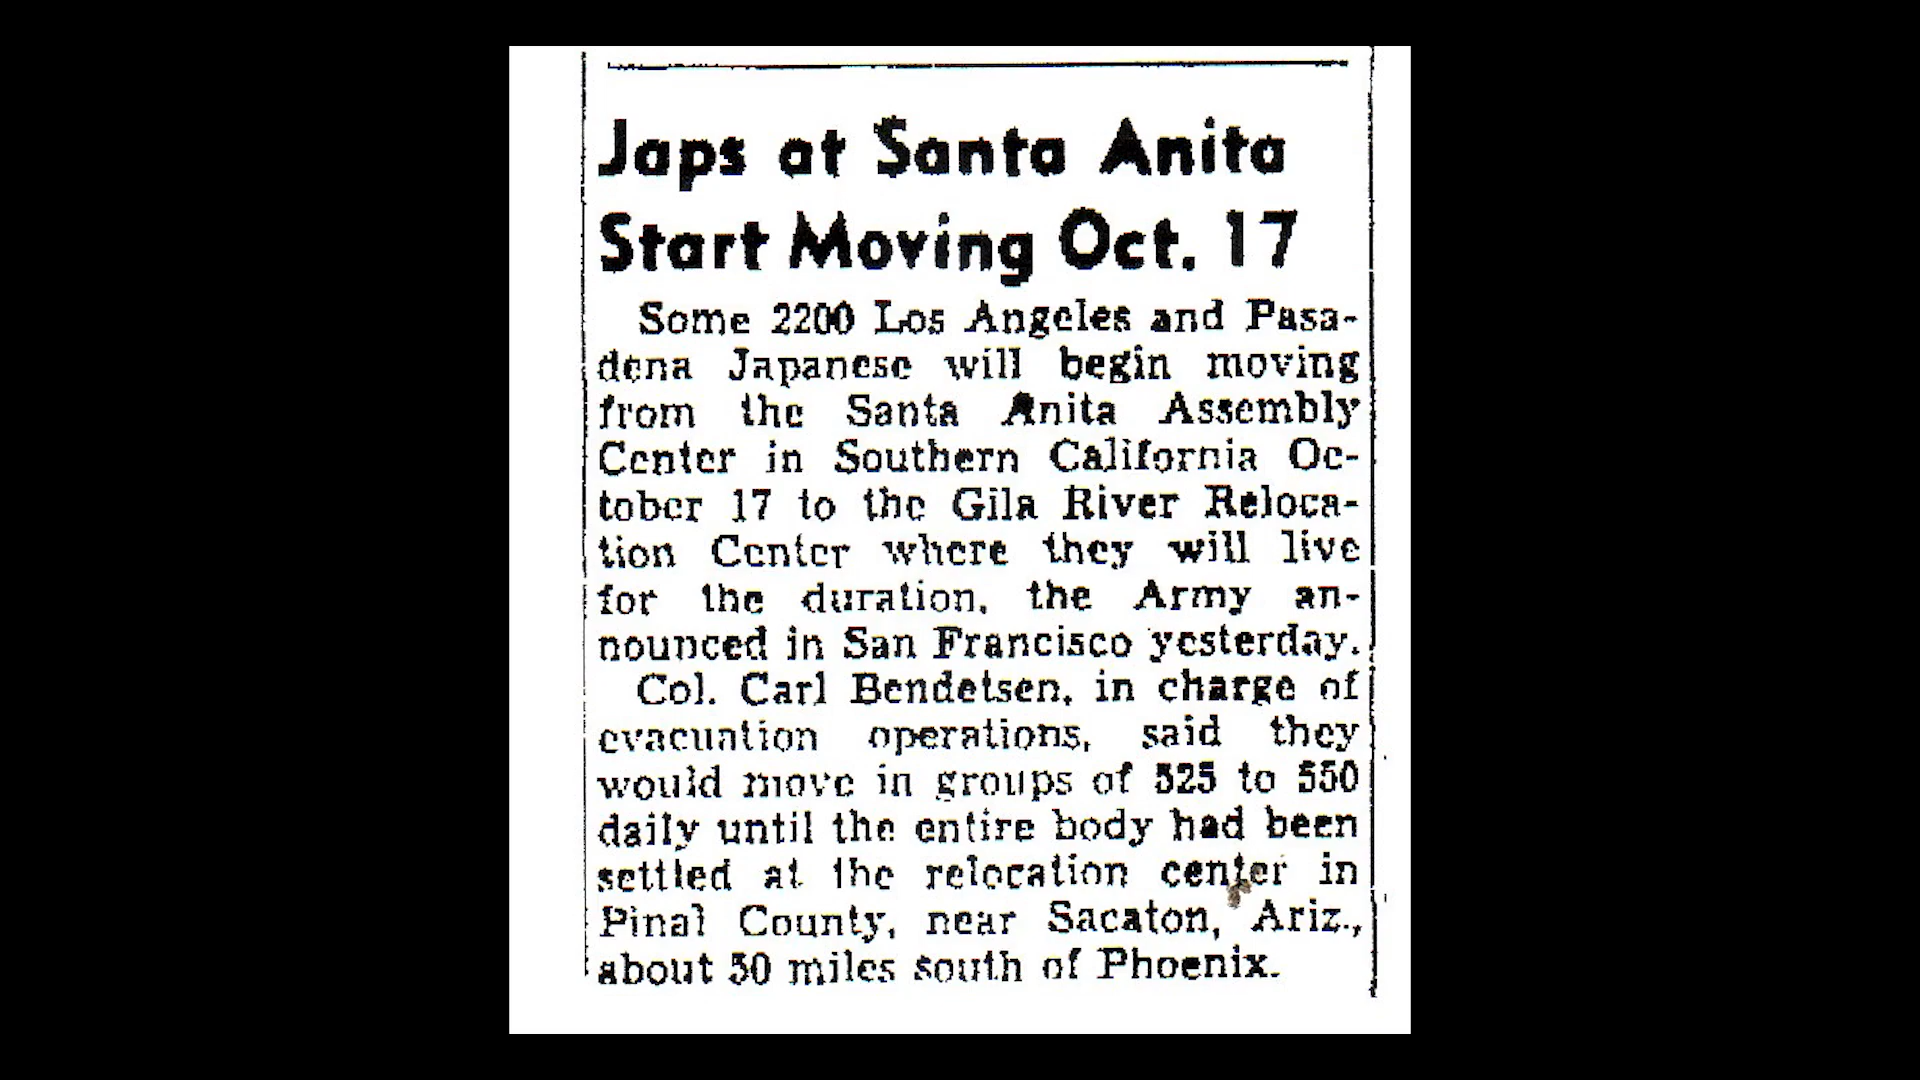 Japs at Santa Anita
Start Moving Oct. 17
Some 2200 Los Angeles and Pasa-
dena Japanese will begin moving
from the Santa Anita Assembly
Center in Southern California Oc-
tober 17 to the Gila River Reloca-
tion Center where they will live
for the duration, the Army an-
nounced in San Francisco yesterday.
Col. Carl Bendetsen, in charge of
evacuation operations, said they
would move in groups of 525 to 550
daily until the entire body had been
settled at the relocation center in
Pinal County, near Sacaton, Ariz.,
about 50 miles south of Phoenix.